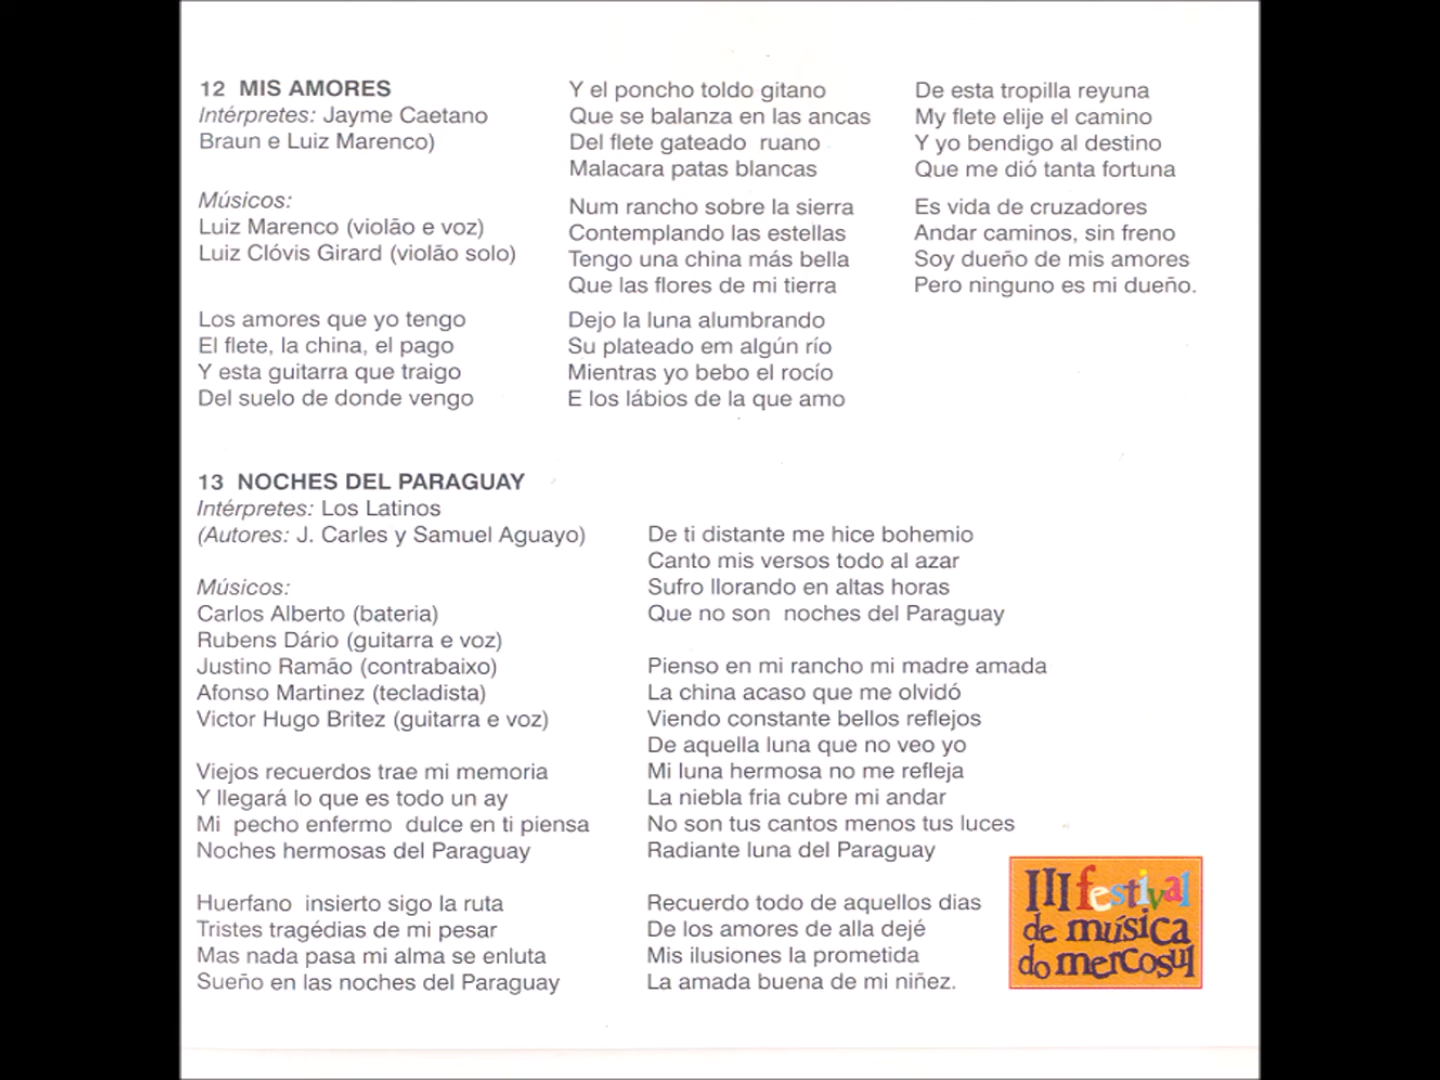 12 MIS AMORES
Intérpretes: Jayme Caetano
Braun e Luiz Marenco)
Músicos:
Luiz Marenco (violão e voz)
Luiz Clóvis Girard (violão solo)
Los amores que yo tengo
El flete, la china, el pago
Y esta guitarra que traigo
Del suelo de donde vengo
Y el poncho toldo gitano
Que se balanza en las ancas
Del flete gateado ruano
Malacara patas blancas
Num rancho sobre la sierra
Contemplando las estellas
Tengo una china más bella
Que las flores de mi tierra
Dejo la luna alumbrando
Su plateado em algún río
Mientras yo bebo el rocío
E los lábios de la que amo
De esta tropilla reyuna
My flete elije el camino
Y yo bendigo al destino
Que me dió tanta fortuna
Es vida de cruzadores
Andar caminos, sin freno
Soy dueño de mis amores
Pero ninguno es mi dueño.
13 NOCHES DEL PARAGUAY
Intérpretes: Los Latinos
(Autores: J. Carles y Samuel Aguayo)
Músicos:
Carlos Alberto (bateria)
Rubens Dário (guitarra e voz)
Justino Ramão (contrabaixo)
Afonso Martinez (tecladista)
Victor Hugo Britez (guitarra e voz)
Viejos recuerdos trae mi memoria
Y llegará lo que es todo un ay
Mi pecho enfermo dulce en ti piensa
Noches hermosas del Paraguay
Huerfano insierto sigo la ruta
Tristes tragédias de mi pesar
Mas nada pasa mi alma se enluta
Sueño en las noches del Paraguay
De ti distante me hice bohemio
Canto mis versos todo al azar
Sufro llorando en altas horas
Que no son noches del Paraguay
Pienso en mi rancho mi madre amada
La china acaso que me olvidó
Viendo constante bellos reflejos
De aquella luna que no veo yo
Mi luna hermosa no me refleja
La niebla fria cubre mi andar
No son tus cantos menos tus luces
Radiante luna del Paraguay
Recuerdo todo de aquellos dias
De los amores de alla dejé
Mis ilusiones la prometida
La amada buena de mi niñez.
III festival
de música
do mercosul